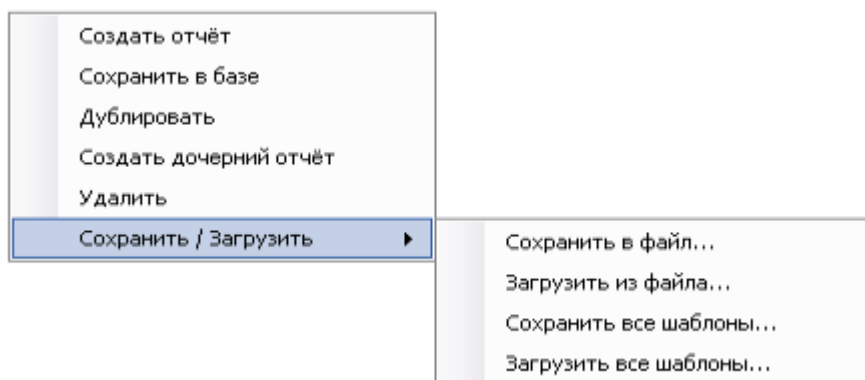 Создать отчёт
Сохранить в базе
Дублировать
Создать дочерний отчёт
Удалить
Сохранить / Загрузить
Сохранить в файл...
Загрузить из файла...
Сохранить все шаблоны...
Загрузить все шаблоны...